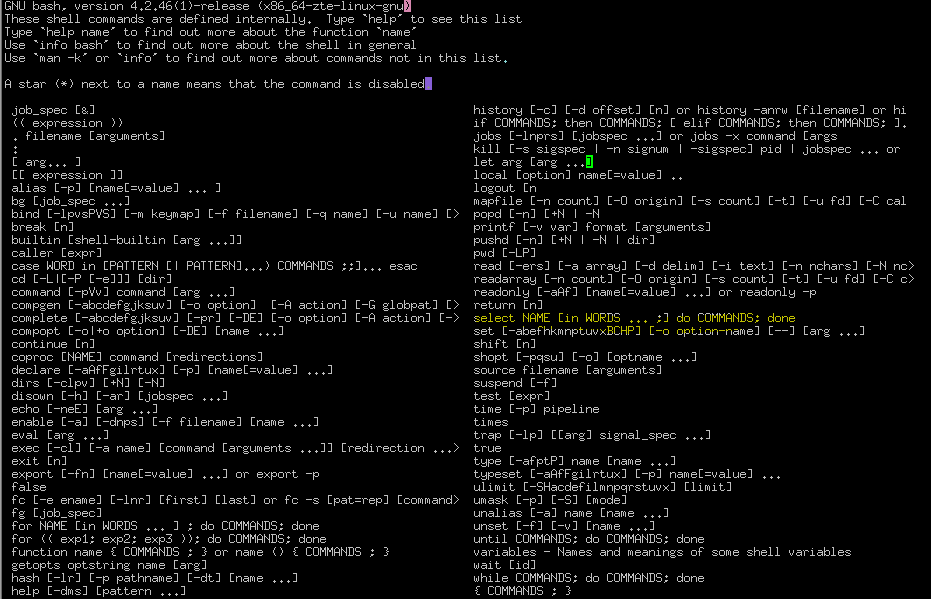 GNU bash, version 4.2.46(1)-release (x86_64-zte-linux-gnu)
These shell commands are defined internally.  Type `help' to see this list
Type `help name' to find out more about the function `name'
Use `info bash' to find out more about the shell in general
Use `man -k' or `info' to find out more about commands not in this list.
A star (*) next to a name means that the command is disabled
job_spec [&]
(( expression ))
. filename [arguments]
:
[ arg... ]
[[ expression ]]
alias [-p] [name[=value] ... ]
bg [job_spec ...]
bind [-lpvsPVS] [-m keymap] [-f filename] [-q name] [-u name] [>
break [n]
builtin [shell-builtin [arg ...]]
caller [expr]
case WORD in [PATTERN [| PATTERN]...) COMMANDS ;;]... esac
cd [-L|[-P [-e]]] [dir]
command [-pVv] command [arg ...]
compgen [-abcdefgjksuv] [-o option]  [-A action] [-G globpat] [>
complete [-abcdefgjksuv] [-pr] [-DE] [-o option] [-A action] [->
compopt [-o|+o option] [-DE] [name ...]
continue [n]
coproc [NAME] command [redirections]
declare [-aAfFgilrtux] [-p] [name[=value] ...]
dirs [-clpv] [+N] [-N]
disown [-h] [-ar] [jobspec ...]
echo [-neE] [arg ...]
enable [-a] [-dnps] [-f filename] [name ...]
eval [arg ...]
exec [-cl] [-a name] [command [arguments ...]] [redirection ...>
exit [n]
export [-fn] [name[=value] ...] or export -p
false
fc [-e ename] [-lnr] [first] [last] or fc -s [pat=rep] [command>
fg [job_spec]
for NAME [in WORDS ... ] ; do COMMANDS; done
for (( exp1; exp2; exp3 )); do COMMANDS; done
function name { COMMANDS ; } or name () { COMMANDS ; }
getopts optstring name [arg]
hash [-lr] [-p pathname] [-dt] [name ...]
help [-dms] [pattern ...]
history [-c] [-d offset] [n] or history -anrw [filename] or hi
if COMMANDS; then COMMANDS; [ elif COMMANDS; then COMMANDS; ].
jobs [-lnprs] [jobspec ...] or jobs -x command [args
kill [-s sigspec | -n signum | -sigspec] pid | jobspec ... or
let arg [arg ...]
local [option] name[=value] ..
logout [n
mapfile [-n count] [-O origin] [-s count] [-t] [-u fd] [-C cal
popd [-n] [+N | -N
printf [-v var] format [arguments]
pushd [-n] [+N | -N | dir]
pwd [-LP]
read [-ers] [-a array] [-d delim] [-i text] [-n nchars] [-N nc>
readarray [-n count] [-O origin] [-s count] [-t] [-u fd] [-C c>
readonly [-aAf] [name[=value] ...] or readonly -p
return [n]
select NAME [in WORDS ... ;] do COMMANDS; done
set [-abefhkmnptuvxBCHP] [-o option-name] [--] [arg ...]
shift [n]
shopt [-pqsu] [-o] [optname ...]
source filename [arguments]
suspend [-f]
test [expr]
time [-p] pipeline
times
trap [-lp] [[arg] signal_spec ...]
true
type [-afptP] name [name ...]
typeset [-aAfFgilrtux] [-p] name[=value] ...
ulimit [-SHacdefilmnpqrstuvx] [limit]
umask [-p] [-S] [mode]
unalias [-a] name [name ...]
unset [-f] [-v] [name ...]
until COMMANDS; do COMMANDS; done
variables - Names and meanings of some shell variables
wait [id]
while COMMANDS; do COMMANDS; done
{ COMMANDS ; }